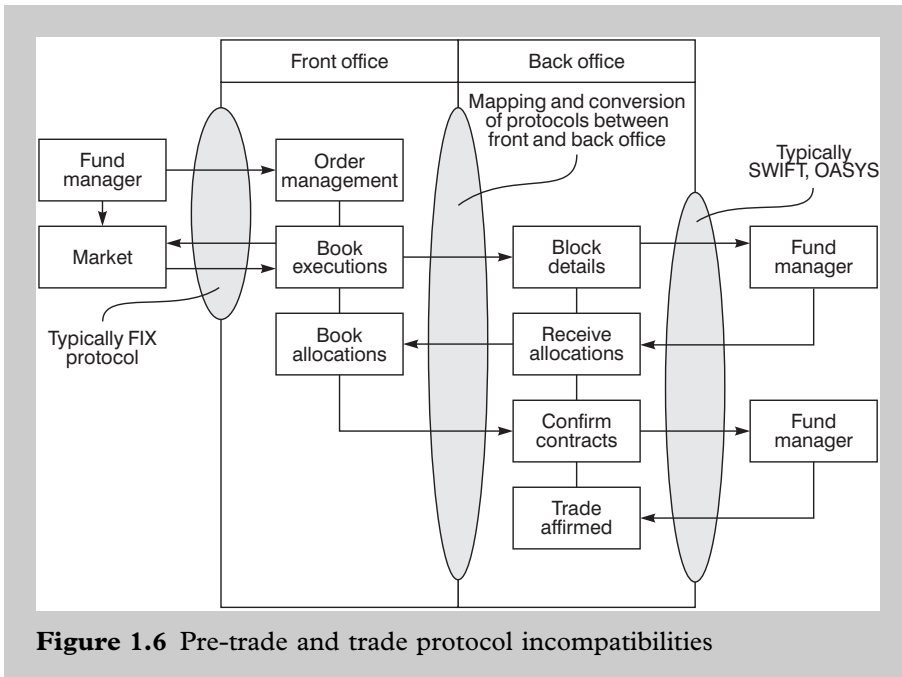 Front office
Back office
Mapping and conversion
of protocols between
front and back office
Typically
SWIFT, OASYS
Fund
manager
Order
management
Market
Book
executions
Block
details
Fund
manager
Typically FIX
protocol
Book
allocations
Receive
allocations
Confirm
contracts
Fund
manager
Trade
affirmed
Figure 1.6 Pre-trade and trade protocol incompatibilities